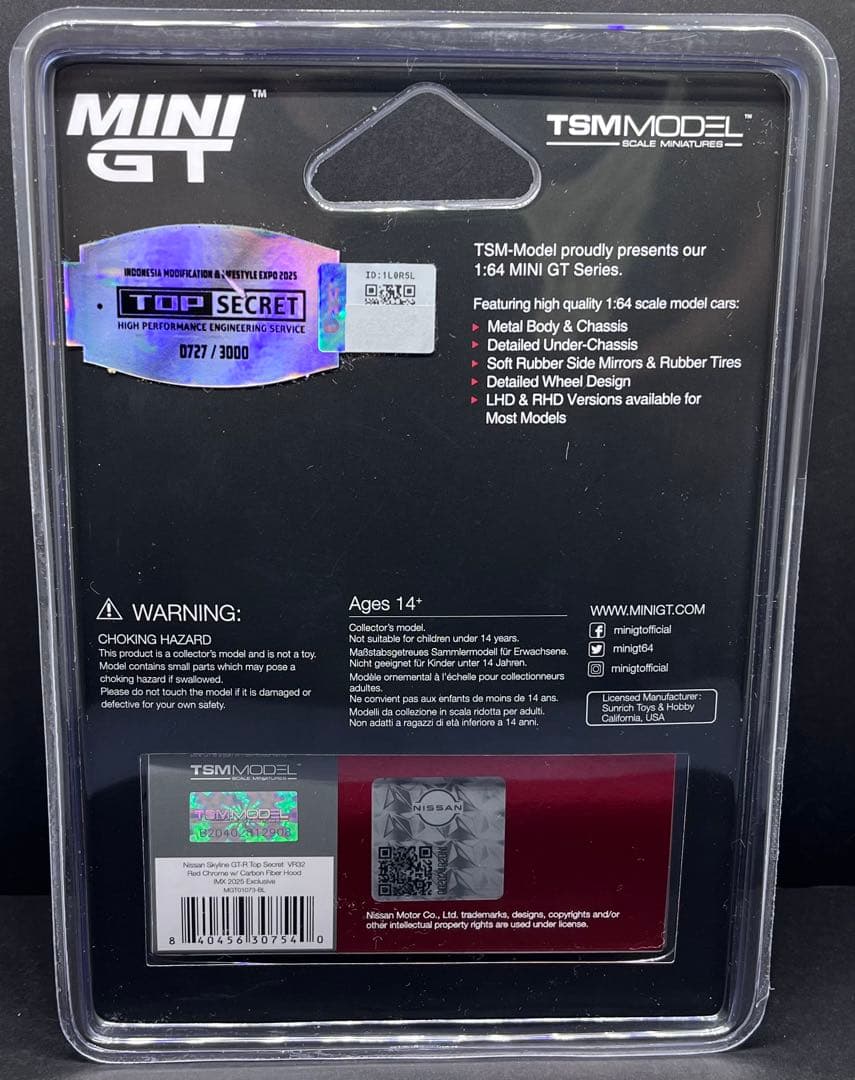 MINI GT ™
TSMMODEL™
SCALE MINIATURES
INDONESIA MODIFICATION & LIFESTYLE EXPO 2025
TOP SECRET
HIGH PERFORMANCE ENGINEERING SERVICE
0727 / 3000
ID:1L0R5L
TSM-Model proudly presents our
1:64 MINI GT Series.
Featuring high quality 1:64 scale model cars:
Metal Body & Chassis
Detailed Under-Chassis
Soft Rubber Side Mirrors & Rubber Tires
Detailed Wheel Design
LHD & RHD Versions available for
Most Models
WARNING:
CHOKING HAZARD
This product is a collector's model and is not a toy.
Model contains small parts which may pose a
choking hazard if swallowed.
Please do not touch the model if it is damaged or
defective for your own safety.
Ages 14+
Collector's model.
Not suitable for children under 14 years.
Maßstabsgetreues Sammlermodell für Erwachsene.
Nicht geeignet für Kinder unter 14 Jahren.
Modèle ornemental à l'échelle pour collectionneurs
adultes.
Ne convient pas aux enfants de moins de 14 ans.
Modelli da collezione in scala ridotta per adulti.
Non adatti a ragazzi di età inferiore a 14 anni.
WWW.MINIGT.COM
minigtofficial
minigt64
minigtofficial
Licensed Manufacturer:
Sunrich Toys & Hobby
California, USA
TSMMODEL™
SCALE MINIATURES
TSMMODEL
Nissan Skyline GT-R Top Secret VR32
Red Chrome w/ Carbon Fiber Hood
IMX 2025 Exclusive
MGT01073-BL
8 40456 30754 0
NISSAN
Nissan Motor Co., Ltd. trademarks, designs, copyrights and/or
other intellectual property rights are used under license.